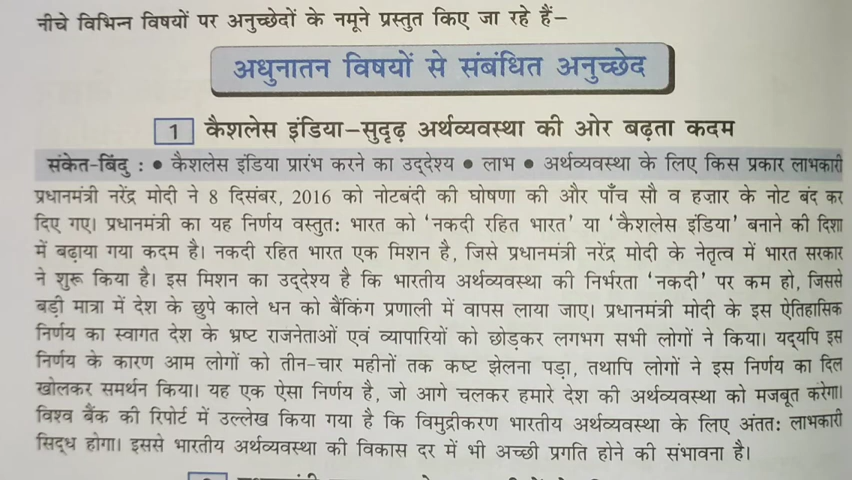 नीचे विभिन्न विषयों पर अनुच्छेदों के नमूने प्रस्तुत किए जा रहे हैं–
अधुनातन विषयों से संबंधित अनुच्छेद
1 कैशलेस इंडिया–सुदृढ़ अर्थव्यवस्था की ओर बढ़ता कदम
संकेत-बिंदु : ● कैशलेस इंडिया प्रारंभ करने का उद्देश्य ● लाभ ● अर्थव्यवस्था के लिए किस प्रकार लाभकारी
प्रधानमंत्री नरेंद्र मोदी ने 8 दिसंबर, 2016 को नोटबंदी की घोषणा की और पाँच सौ व हज़ार के नोट बंद कर
दिए गए। प्रधानमंत्री का यह निर्णय वस्तुतः भारत को 'नकदी रहित भारत' या 'कैशलेस इंडिया' बनाने की दिशा
में बढ़ाया गया कदम है। नकदी रहित भारत एक मिशन है, जिसे प्रधानमंत्री नरेंद्र मोदी के नेतृत्व में भारत सरकार
ने शुरू किया है। इस मिशन का उद्देश्य है कि भारतीय अर्थव्यवस्था की निर्भरता 'नकदी' पर कम हो, जिससे
बड़ी मात्रा में देश के छुपे काले धन को बैंकिंग प्रणाली में वापस लाया जाए। प्रधानमंत्री मोदी के इस ऐतिहासिक
निर्णय का स्वागत देश के भ्रष्ट राजनेताओं एवं व्यापारियों को छोड़कर लगभग सभी लोगों ने किया। यद्यपि इस
निर्णय के कारण आम लोगों को तीन-चार महीनों तक कष्ट झेलना पड़ा, तथापि लोगों ने इस निर्णय का दिल
खोलकर समर्थन किया। यह एक ऐसा निर्णय है, जो आगे चलकर हमारे देश की अर्थव्यवस्था को मजबूत करेगा।
विश्व बैंक की रिपोर्ट में उल्लेख किया गया है कि विमुद्रीकरण भारतीय अर्थव्यवस्था के लिए अंततः लाभकारी
सिद्ध होगा। इससे भारतीय अर्थव्यवस्था की विकास दर में भी अच्छी प्रगति होने की संभावना है।